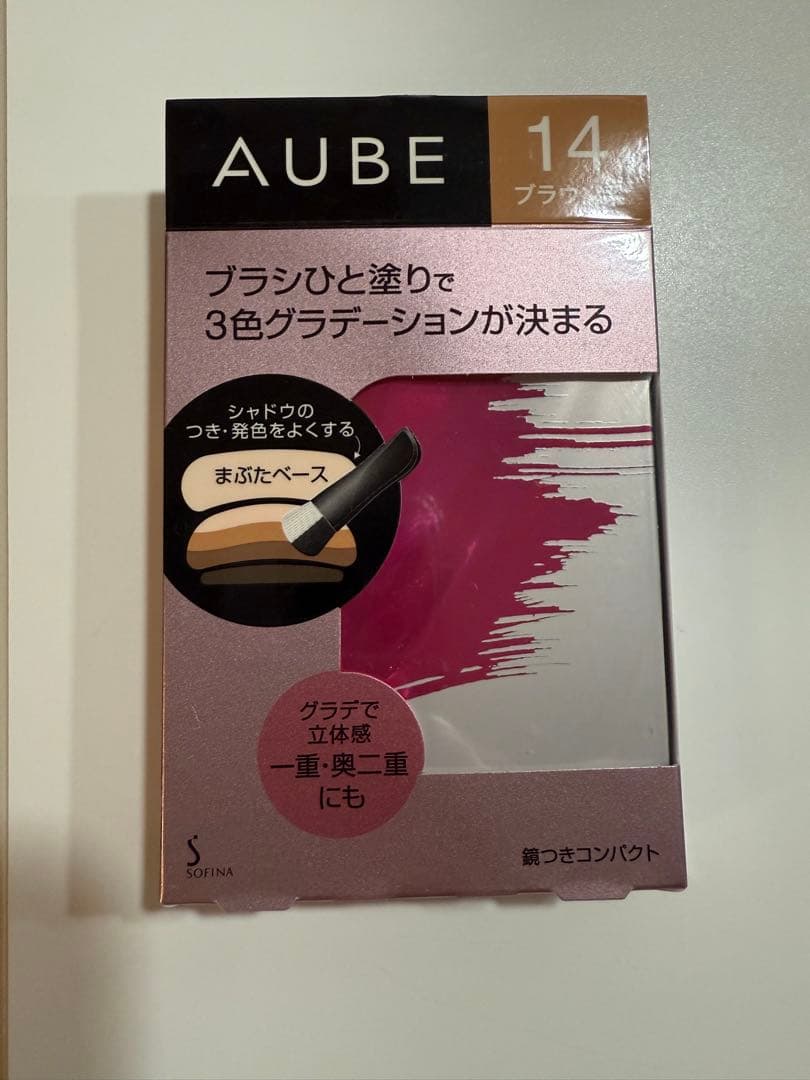 AUBE
14
シャドウの
ブラシひと塗りで
3色グラデーションが決まる
つき・発色をよくする
まぶたベース
グラデで
立体感
一重・奥二重
にも
SOFINA
鏡つきコンパクト